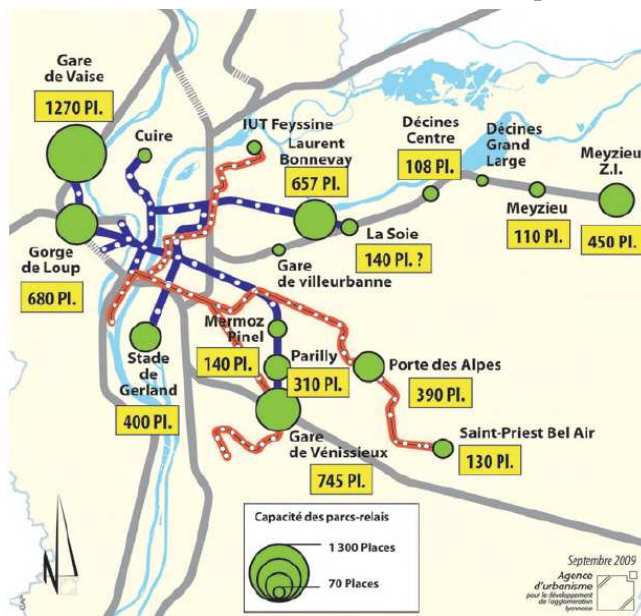 Gare
de Vaise
1270 Pl.
Cuire
IUT Feyssine
Laurent
Bonnevay
657 Pl.
Décines
Centre
108 Pl.
Décines
Grand
Large
Meyzieu
Z.I.
450 Pl.
Meyzieu
110 Pl.
La Soie
140 Pl. ?
Gorge
de Loup
680 Pl.
Gare
de villeurbanne
Mermoz
Pinel
140 Pl.
Parilly
310 Pl.
Stade
de
Gerland
400 Pl.
Porte des Alpes
390 Pl.
Gare
de Vénissieux
745 Pl.
Saint-Priest Bel Air
130 Pl.
Capacité des parcs-relais
1 300 Places
70 Places
Septembre 2009
Agence
d'urbanisme
pour le développement
de l'agglomération
lyonnaise